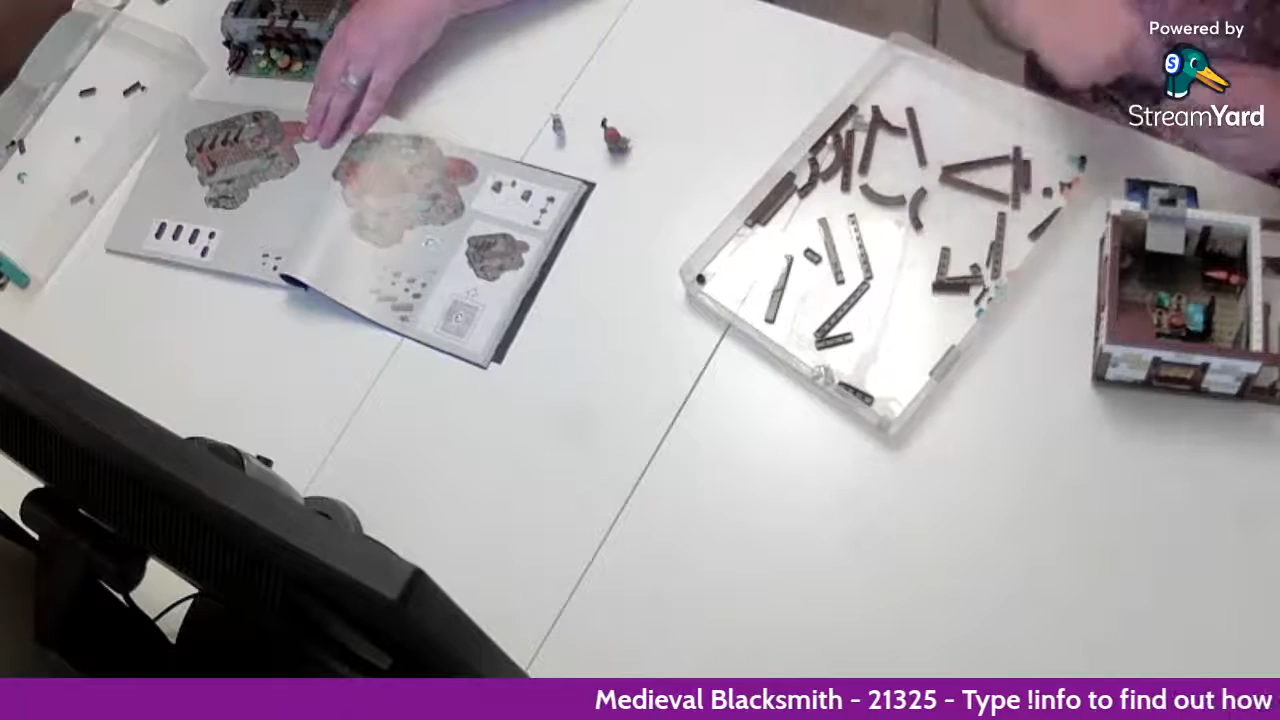 Powered by
S
StreamYard
Medieval Blacksmith - 21325 - Type !info to find out how